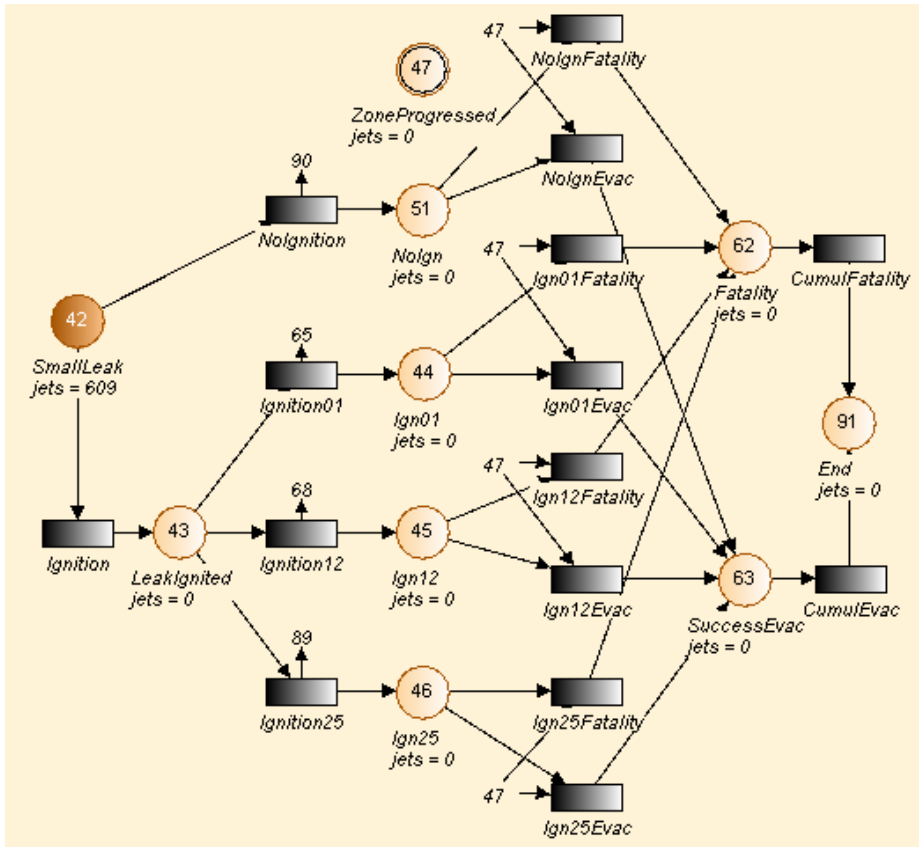 47
NoIgnFatality
47
ZoneProgressed
jets = 0
NoIgnEvac
90
NoIgnition
51
NoIgn
jets = 0
47
Ign01Fatality
62
Fatality
jets = 0
CumulFatality
42
SmallLeak
jets = 609
65
Ignition01
44
Ign01
jets = 0
Ign01Evac
91
End
jets = 0
47
Ign12Fatality
68
Ignition
43
LeakIgnited
jets = 0
Ignition12
45
Ign12
jets = 0
Ign12Evac
63
SuccessEvac
jets = 0
CumulEvac
89
Ignition25
46
Ign25
jets = 0
Ign25Fatality
47
Ign25Evac